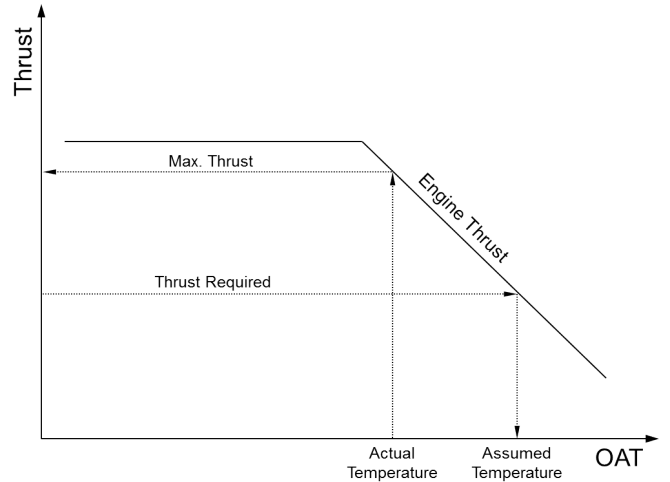 Thrust
Max. Thrust
Engine Thrust
Thrust Required
Actual
Temperature
Assumed
Temperature
OAT